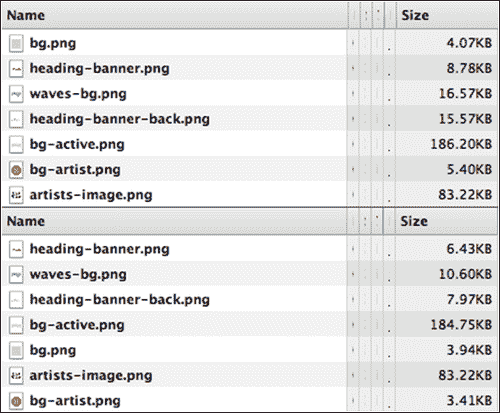 Name Size
bg.png 4.07KB
heading-banner.png 8.78KB
waves-bg.png 16.57KB
heading-banner-back.png 15.57KB
bg-active.png 186.20KB
bg-artist.png 5.40KB
artists-image.png 83.22KB
Name Size
heading-banner.png 6.43KB
waves-bg.png 10.60KB
heading-banner-back.png 7.97KB
bg-active.png 184.75KB
bg.png 3.94KB
artists-image.png 83.22KB
bg-artist.png 3.41KB